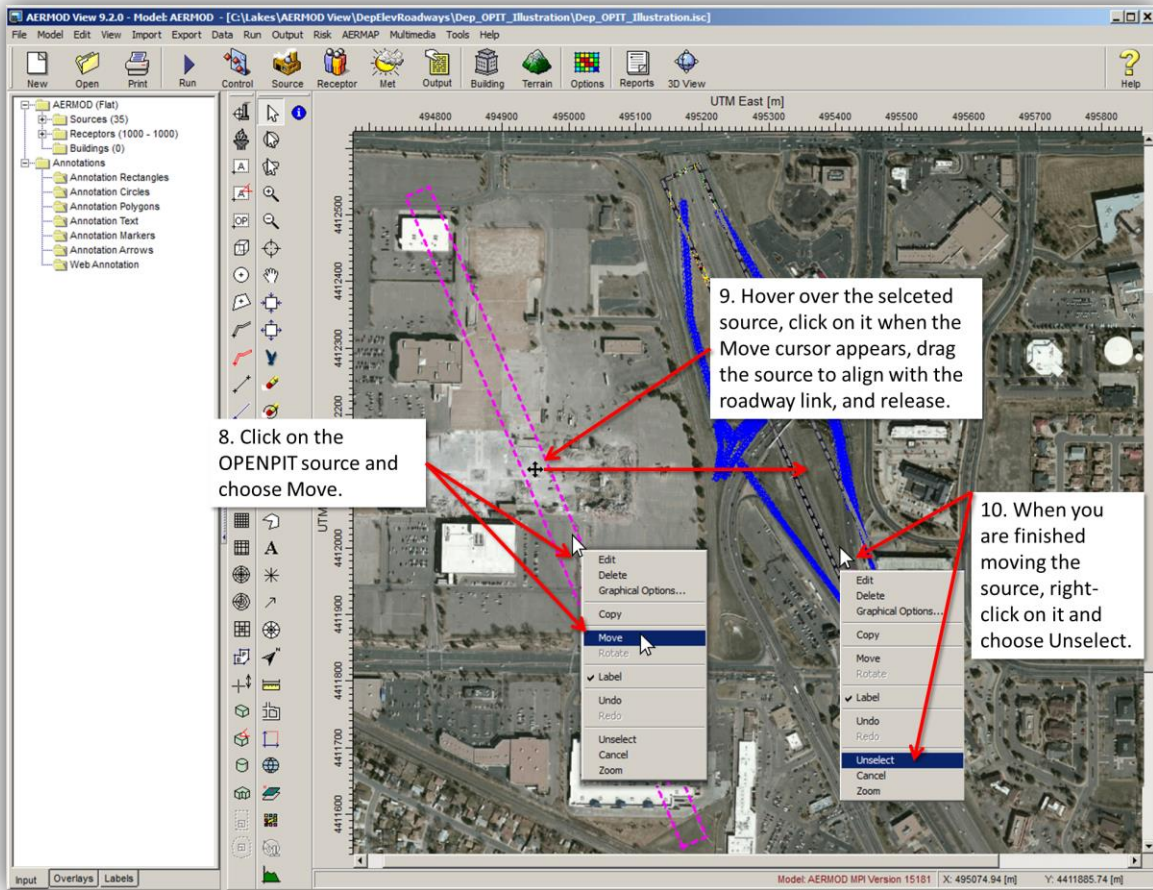 AERMOD View 9.2.0 - Model: AERMOD - [C:\Lakes\AERMOD View\DepElevRoadways\Dep_OPIT_Illustration\Dep_OPIT_Illustration.isc]
File Model Edit View Import Export Data Run Output Risk AERMAP Multimedia Tools Help
New Open Print Run Control Source Receptor Met Output Building Terrain Options Reports 3D View Help
AERMOD (Flat)
Sources (35)
Receptors (1000 - 1000)
Buildings (0)
Annotations
Annotation Rectangles
Annotation Circles
Annotation Polygons
Annotation Text
Annotation Markers
Annotation Arrows
Web Annotation
UTM East [m]
494800 494900 495000 495100 495200 495300 495400 495500 495600 495700 495800
4412500
4412400
4412300
2200
4412000
4411900
4411800
4411700
4411600
UTM
A
A
OP
A
8. Click on the
OPENPIT source and
choose Move.
9. Hover over the selceted
source, click on it when the
Move cursor appears, drag
the source to align with the
roadway link, and release.
10. When you
are finished
moving the
source, right-
click on it and
choose Unselect.
Edit
Delete
Graphical Options...
Copy
Move
Rotate
Label
Undo
Redo
Unselect
Cancel
Zoom
Edit
Delete
Graphical Options...
Copy
Move
Rotate
Label
Undo
Redo
Unselect
Cancel
Zoom
Input Overlays Labels
Model: AERMOD MPI Version 15181 X: 495074.94 [m] Y: 4411885.74 [m]